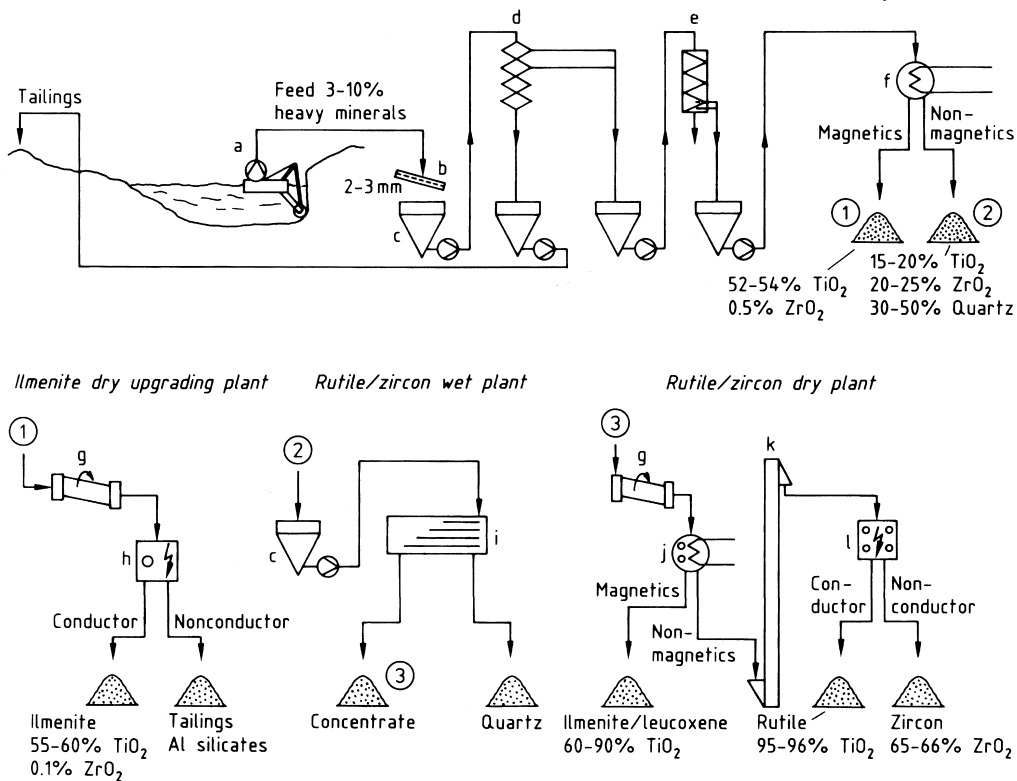 d
e
Tailings
Feed 3-10%
heavy minerals
a
b
2-3 mm
c
f
Magnetics
Non-
magnetics
1
2
52-54% TiO₂
0.5% ZrO₂
15-20% TiO₂
20-25% ZrO₂
30-50% Quartz
Ilmenite dry upgrading plant
1
g
h
Conductor
Nonconductor
Ilmenite
55-60% TiO₂
0.1% ZrO₂
Tailings
Al silicates
Rutile/zircon wet plant
2
c
i
3
Concentrate
Quartz
Rutile/zircon dry plant
3
g
k
j
l
Magnetics
Non-
magnetics
Con-
ductor
Non-
conductor
Ilmenite/leucoxene
60-90% TiO₂
Rutile
95-96% TiO₂
Zircon
65-66% ZrO₂